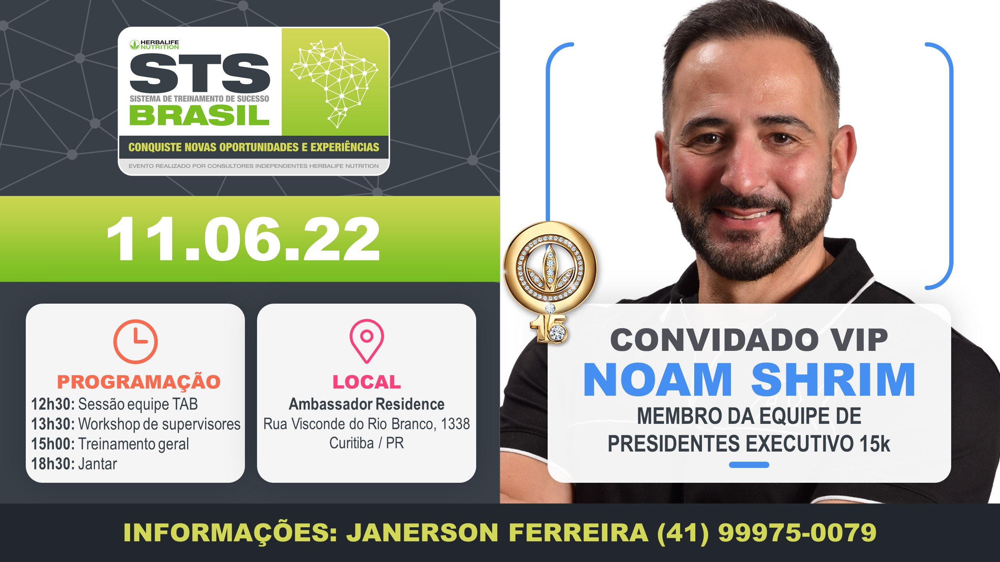 HERBALIFE
NUTRITION
STS
SISTEMA DE TREINAMENTO DE SUCESSO
BRASIL
CONQUISTE NOVAS OPORTUNIDADES E EXPERIÊNCIAS
EVENTO REALIZADO POR CONSULTORES INDEPENDENTES HERBALIFE NUTRITION
11.06.22
PROGRAMAÇÃO
12h30: Sessão equipe TAB
13h30: Workshop de supervisores
15h00: Treinamento geral
18h30: Jantar
LOCAL
Ambassador Residence
Rua Visconde do Rio Branco, 1338
Curitiba / PR
15
CONVIDADO VIP
NOAM SHRIM
MEMBRO DA EQUIPE DE
PRESIDENTES EXECUTIVO 15k
INFORMAÇÕES: JANERSON FERREIRA (41) 99975-0079